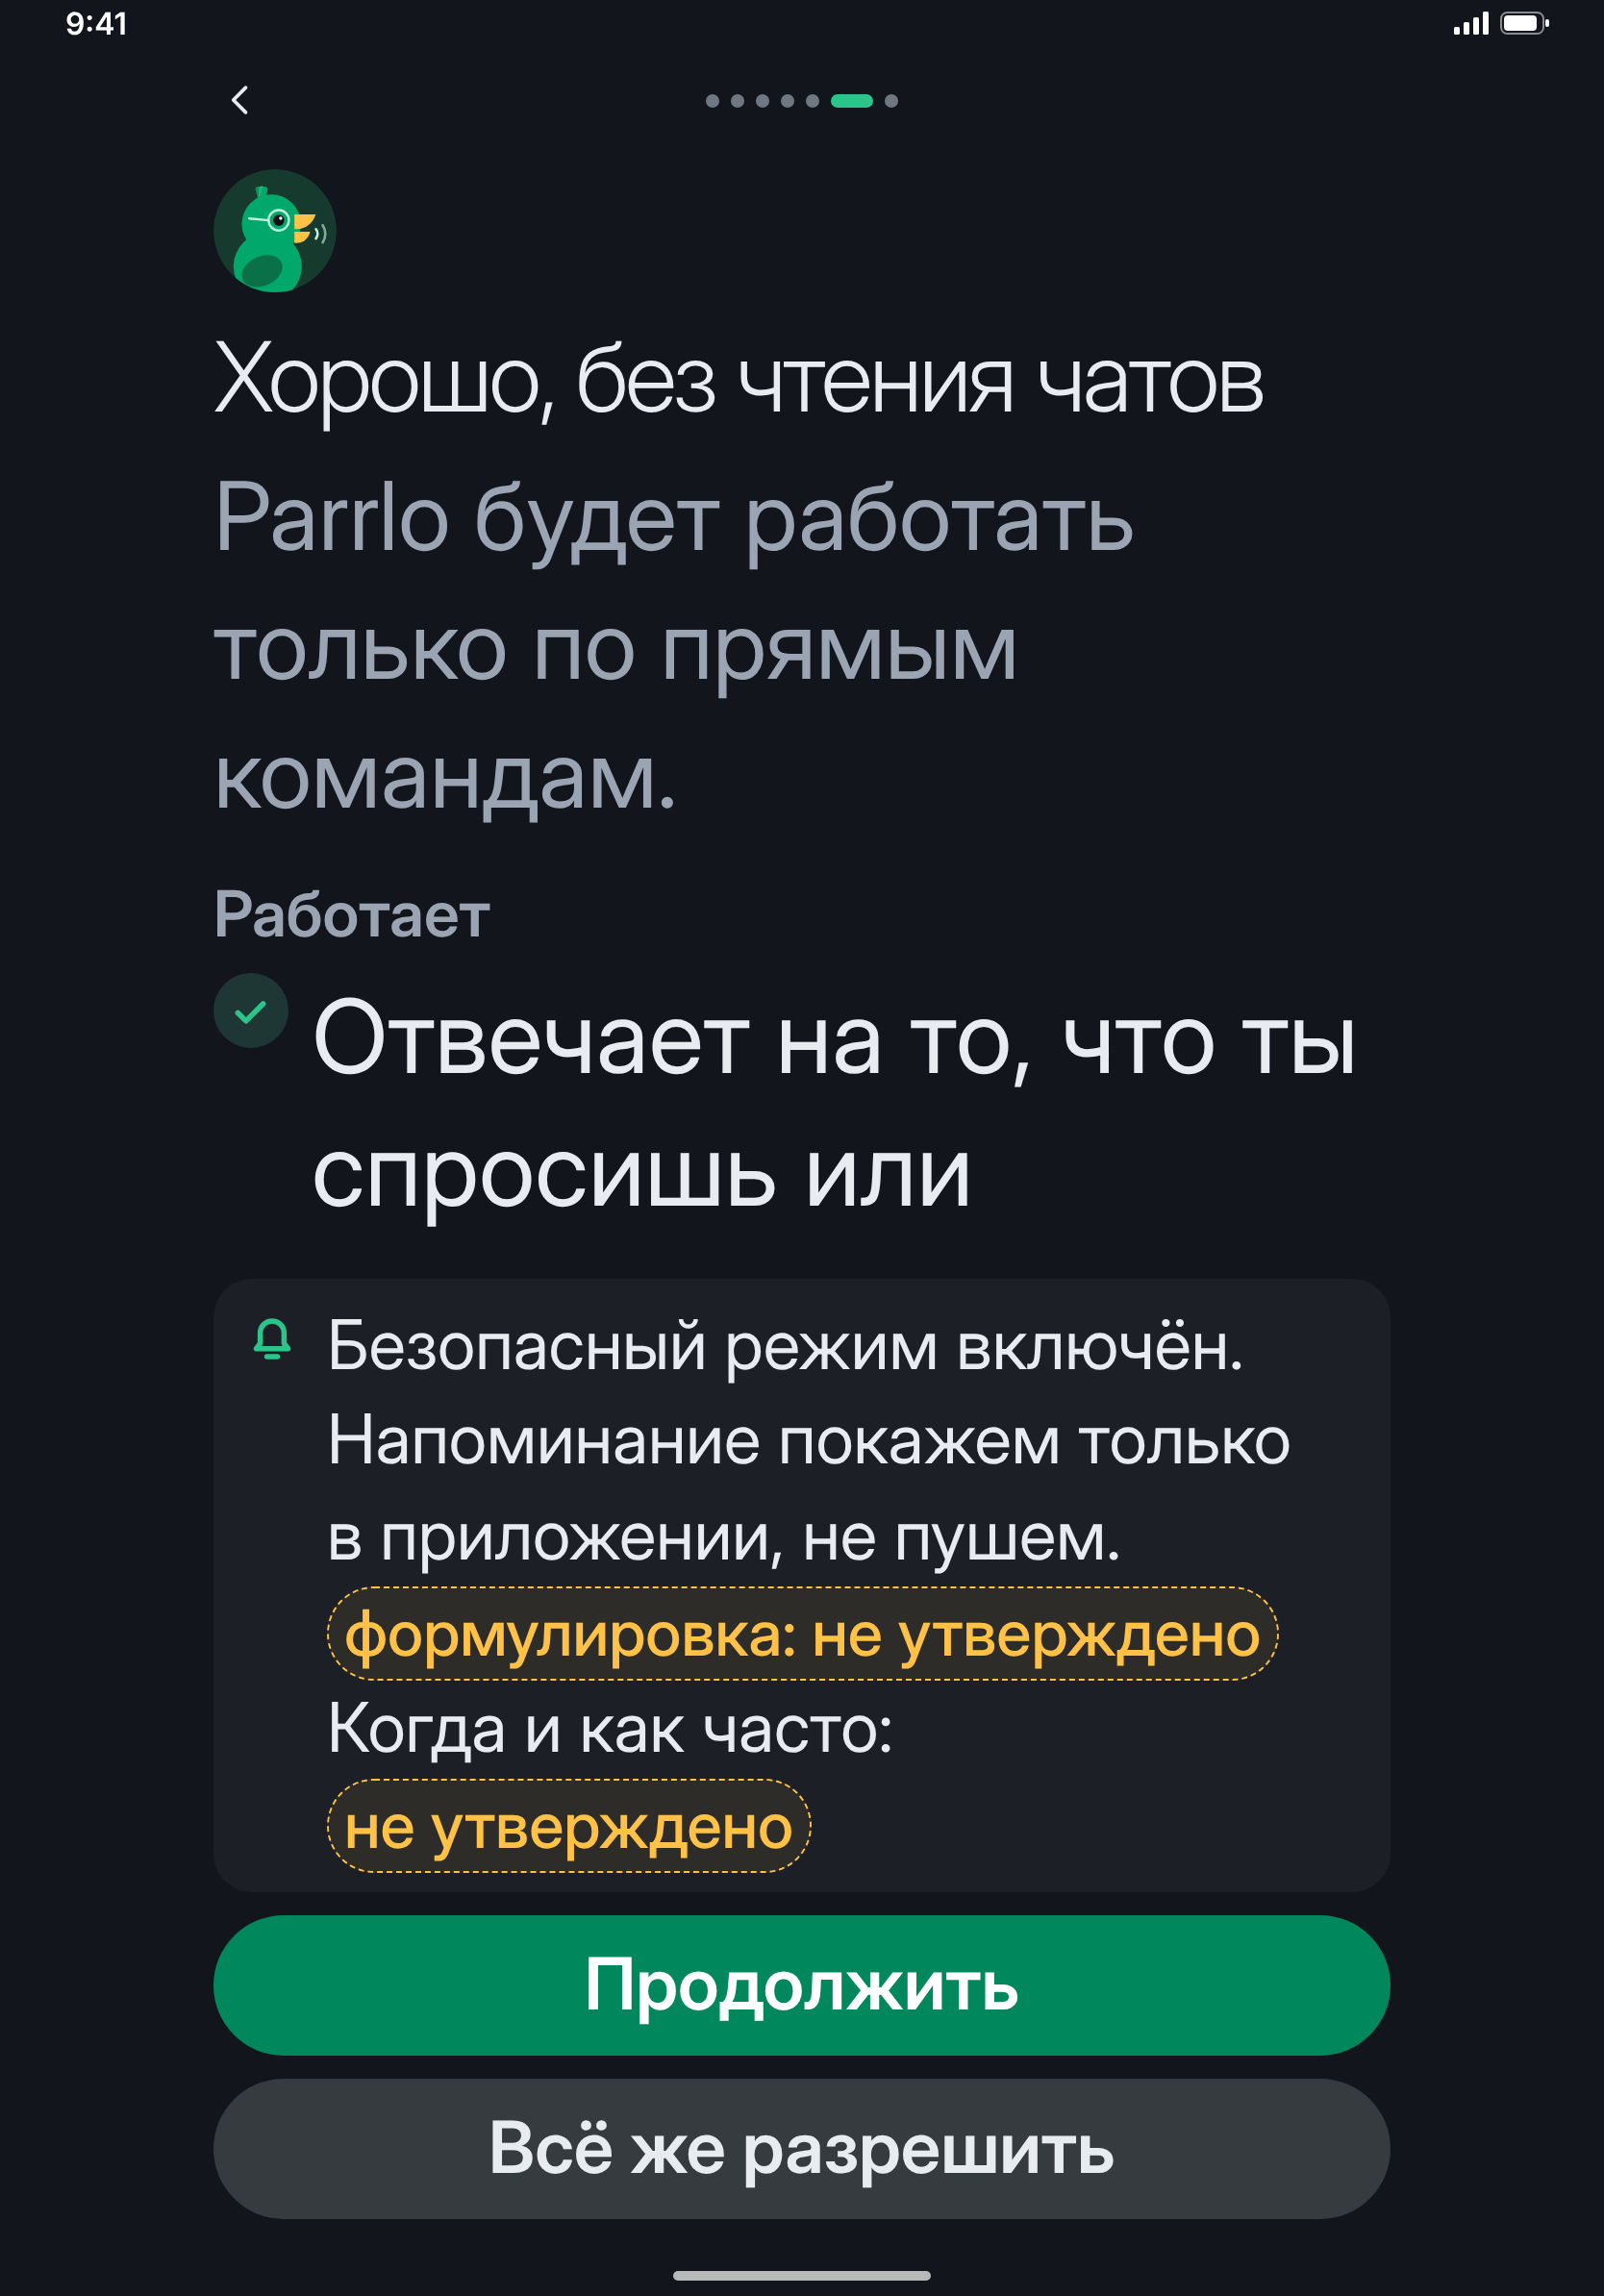 9:41
Хорошо, без чтения чатов
Parrlo будет работать
только по прямым
командам.
Работает
Отвечает на то, что ты
спросишь или
Безопасный режим включён.
Напоминание покажем только
в приложении, не пушем.
формулировка: не утверждено
Когда и как часто:
не утверждено
Продолжить
Всё же разрешить